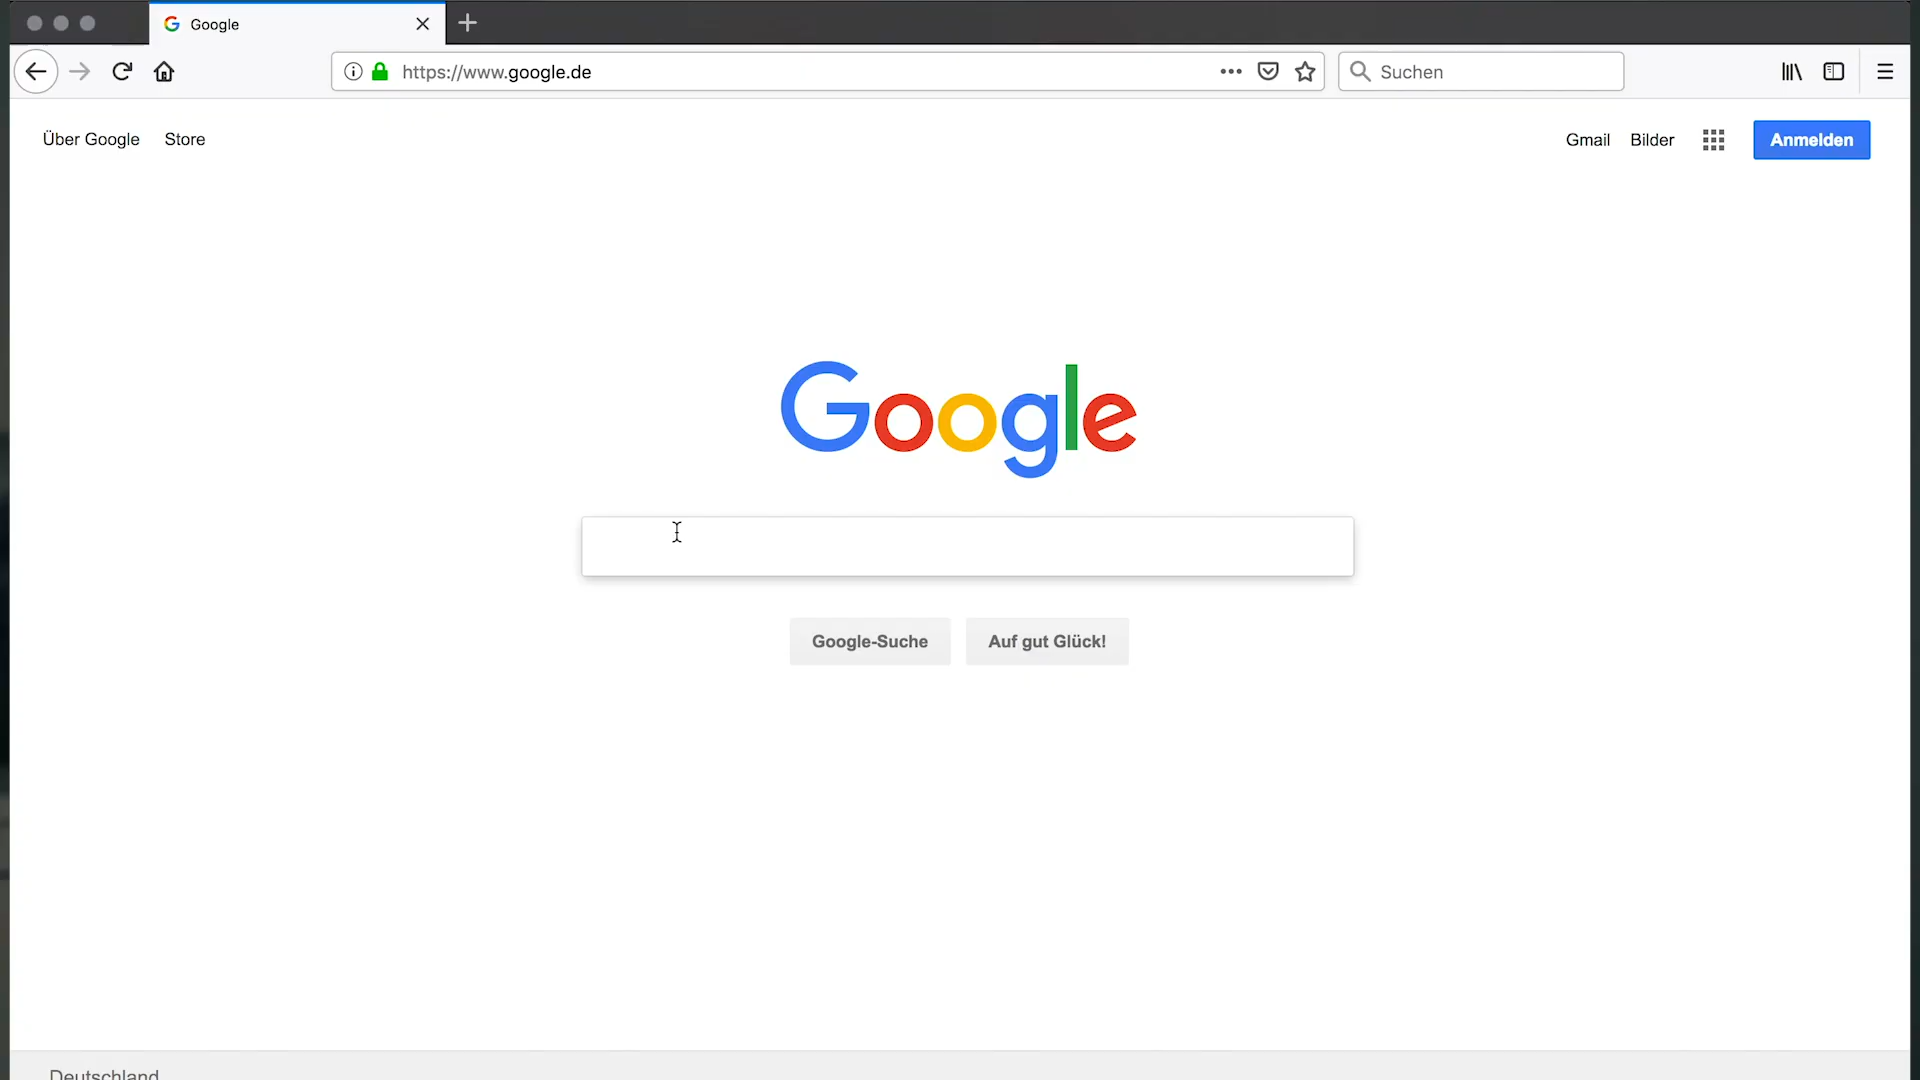 Google
https://www.google.de
Suchen
Über Google Store
Gmail Bilder Anmelden
Google
Google-Suche Auf gut Glück!
Deutschland